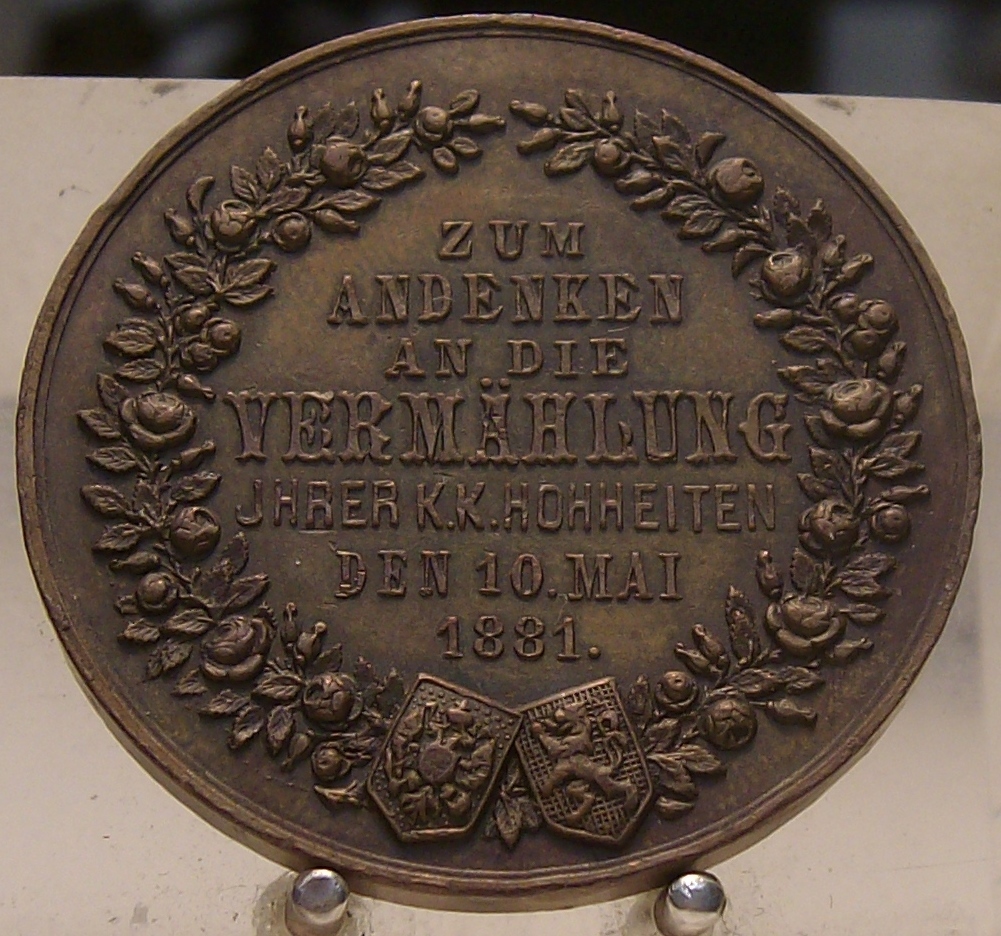 ZUM
ANDENKEN
AN DIE
VERMÄHLUNG
JHRER K.K. HOHHEITEN
DEN 10. MAI
1881.